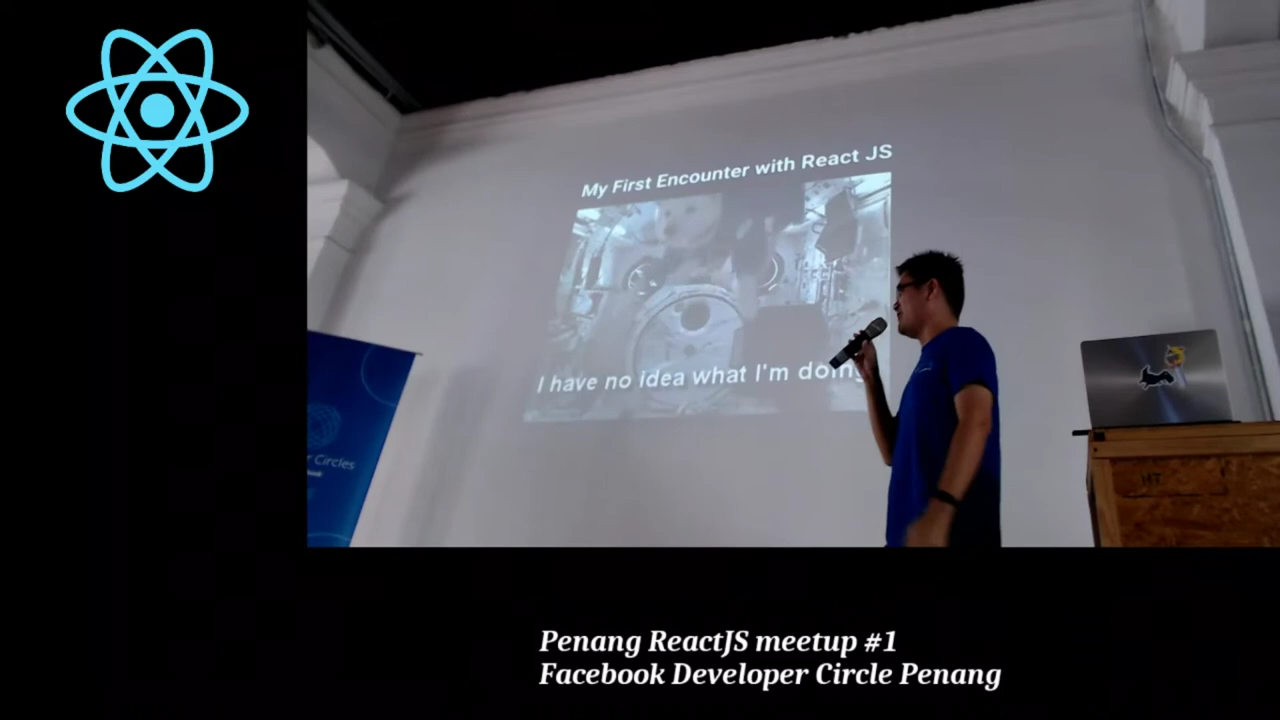 My First Encounter with React JS
I have no idea what I'm doing
r Circles
Penang ReactJS meetup #1
Facebook Developer Circle Penang